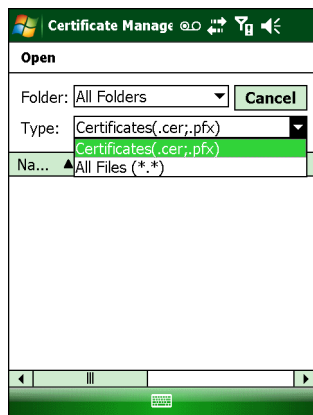 Certificate Manage
Open
Folder: All Folders Cancel
Type: Certificates(.cer;.pfx)
Certificates(.cer;.pfx)
All Files (*.*)
Na...